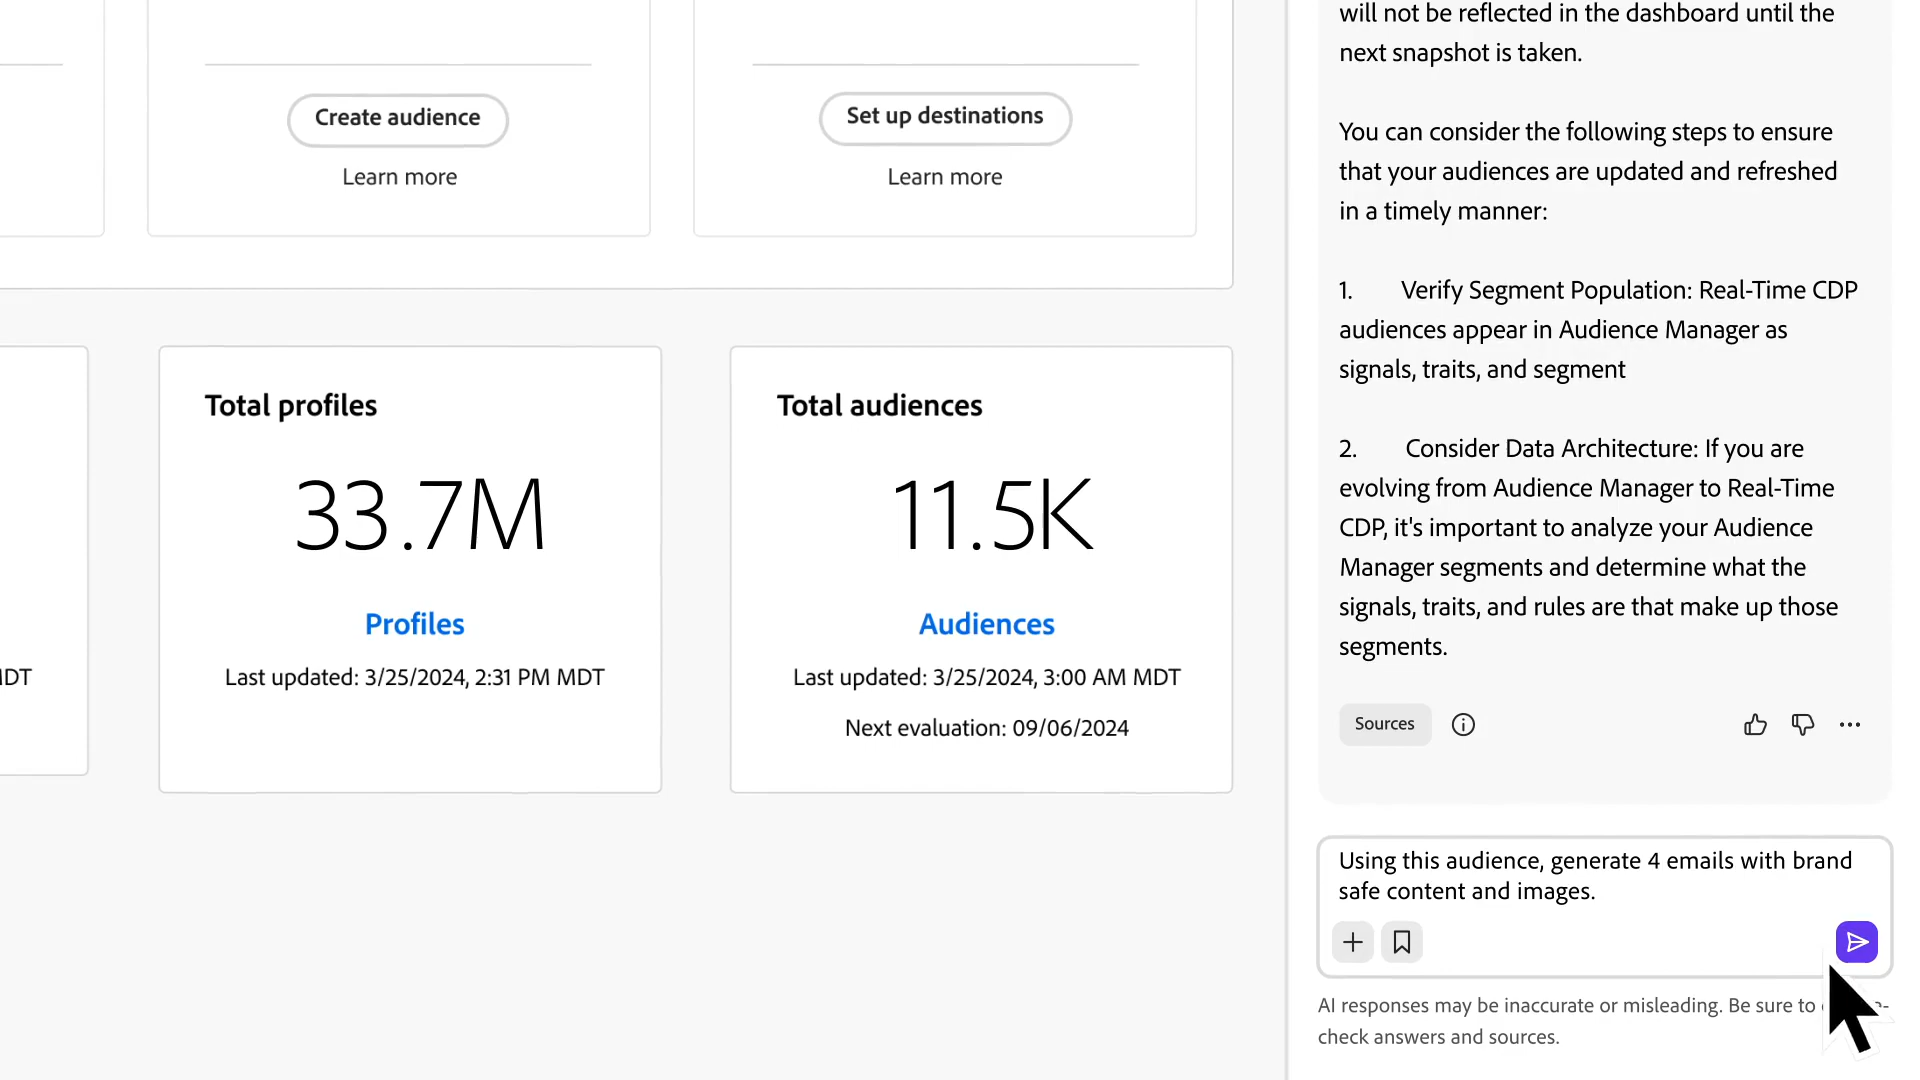 Create audience
Learn more
Set up destinations
Learn more
Total profiles
33.7M
Profiles
Last updated: 3/25/2024, 2:31 PM MDT
Total audiences
11.5K
Audiences
Last updated: 3/25/2024, 3:00 AM MDT
Next evaluation: 09/06/2024
will not be reflected in the dashboard until the
next snapshot is taken.
You can consider the following steps to ensure
that your audiences are updated and refreshed
in a timely manner:
1. Verify Segment Population: Real-Time CDP
audiences appear in Audience Manager as
signals, traits, and segment
2. Consider Data Architecture: If you are
evolving from Audience Manager to Real-Time
CDP, it's important to analyze your Audience
Manager segments and determine what the
signals, traits, and rules are that make up those
segments.
Sources
Using this audience, generate 4 emails with brand
safe content and images.
AI responses may be inaccurate or misleading. Be sure to
check answers and sources.